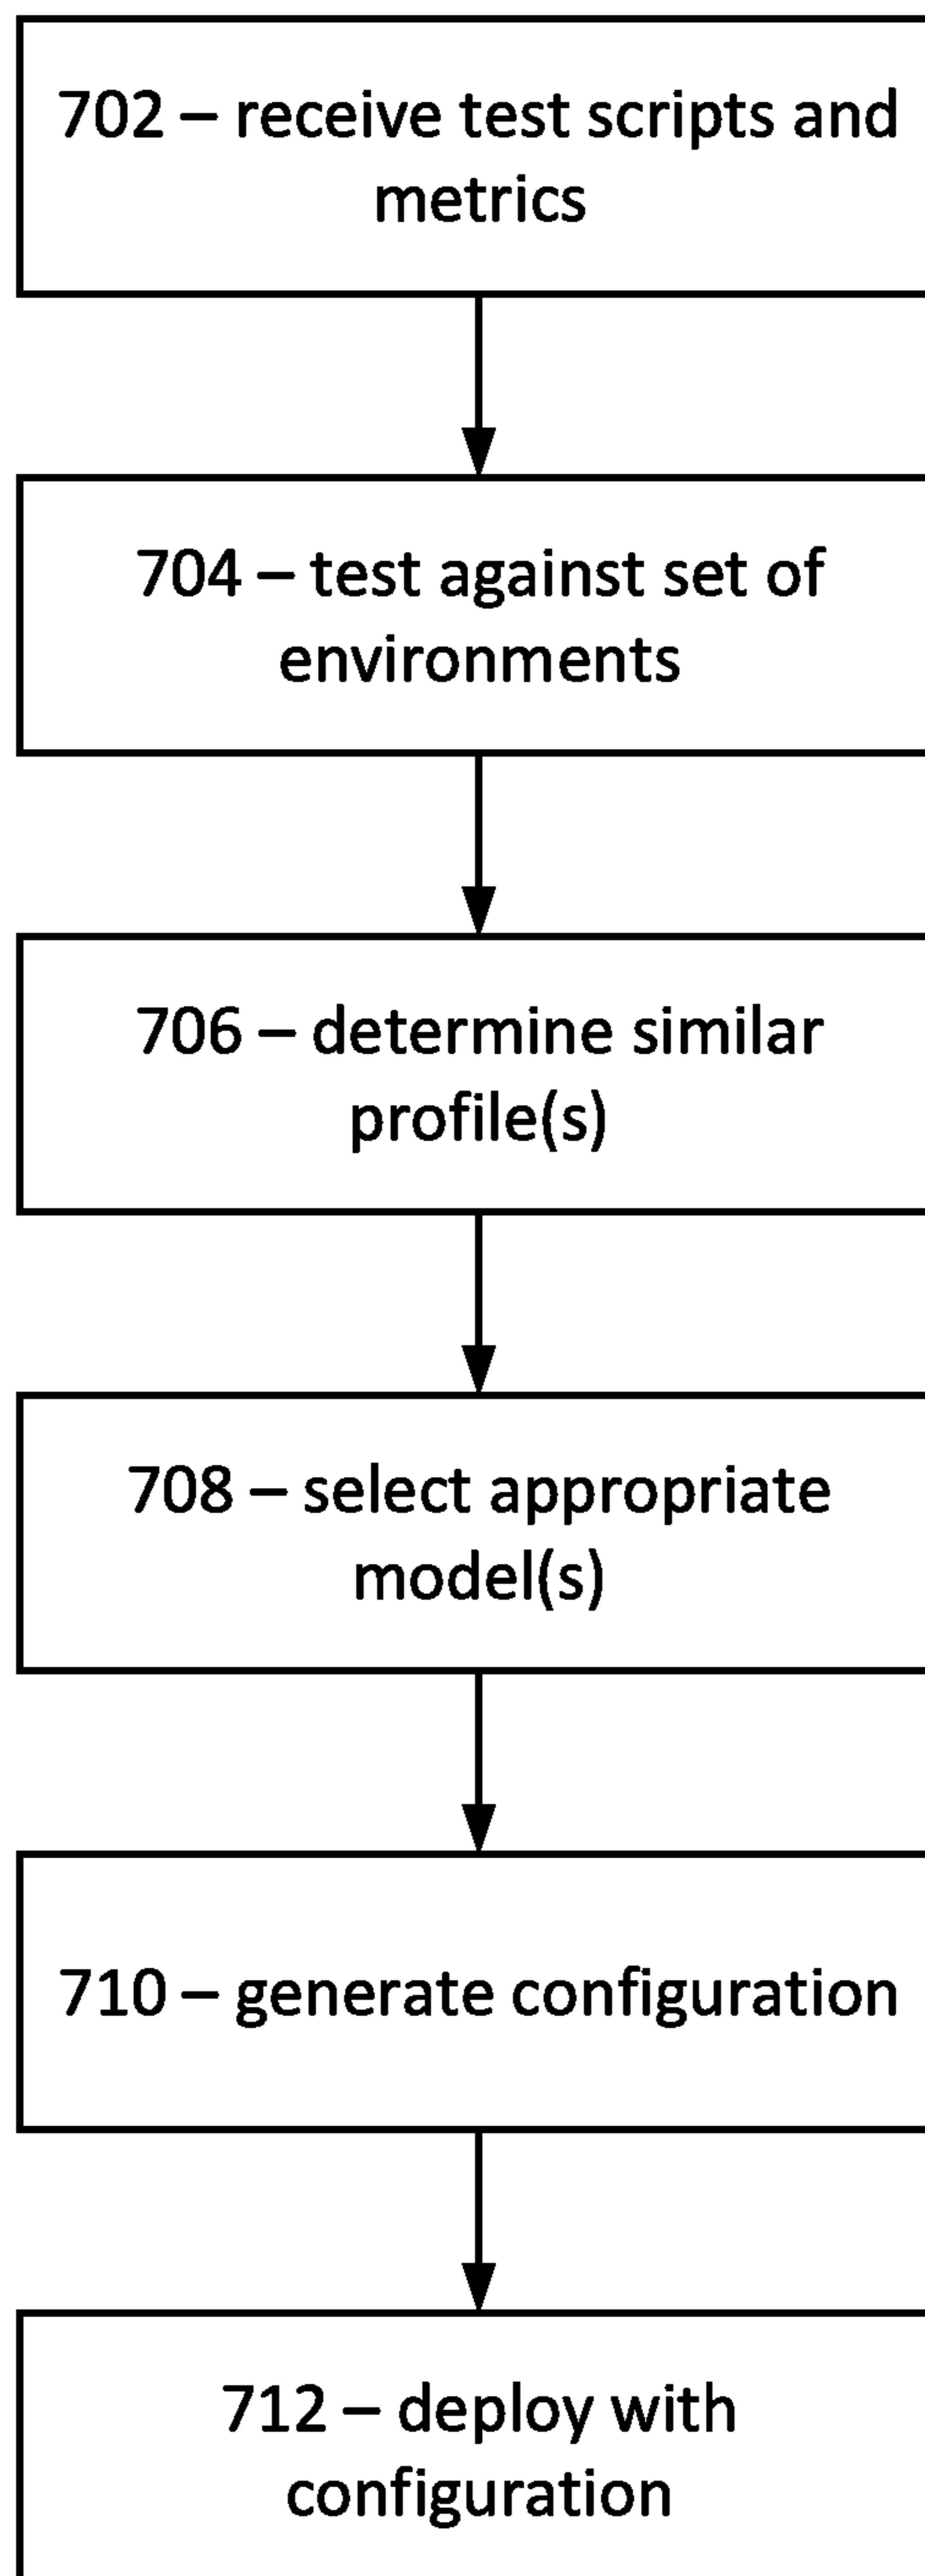 702 – receive test scripts and
metrics
704 – test against set of
environments
706 – determine similar
profile(s)
708 – select appropriate
model(s)
710 – generate configuration
712 – deploy with
configuration